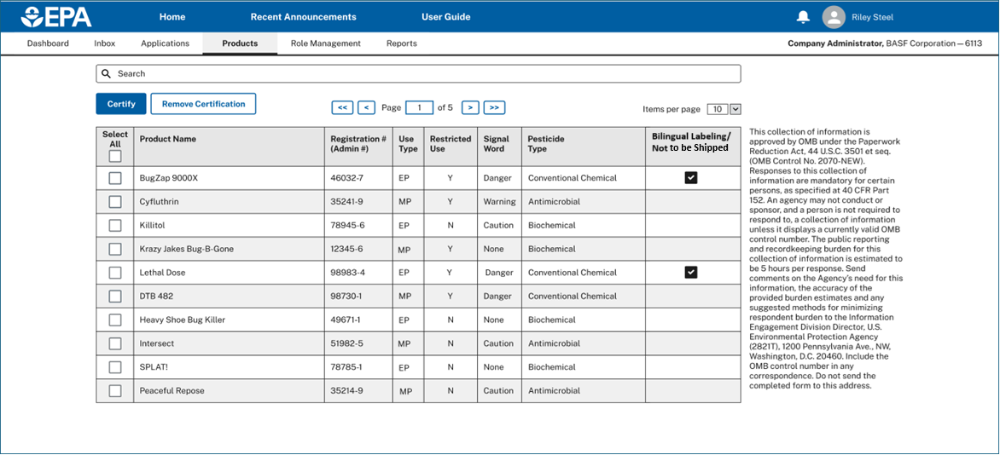 EPA Home Recent Announcements User Guide Riley Steel
Dashboard Inbox Applications Products Role Management Reports Company Administrator, BASF Corporation — 6113
Search
Certify Remove Certification << < Page 1 of 5 > >> Items per page 10
Select All Product Name Registration # (Admin #) Use Type Restricted Use Signal Word Pesticide Type Bilingual Labeling/ Not to be Shipped
BugZap 9000X 46032-7 EP Y Danger Conventional Chemical
Cyfluthrin 35241-9 MP Y Warning Antimicrobial
Killitol 78945-6 EP N Caution Biochemical
Krazy Jakes Bug-B-Gone 12345-6 MP Y None Biochemical
Lethal Dose 98983-4 EP Y Danger Conventional Chemical
DTB 482 98730-1 MP Y Danger Conventional Chemical
Heavy Shoe Bug Killer 49671-1 EP N None Biochemical
Intersect 51982-5 MP N Caution Antimicrobial
SPLAT! 78785-1 EP N None Biochemical
Peaceful Repose 35214-9 MP N Caution Antimicrobial
This collection of information is
approved by OMB under the Paperwork
Reduction Act, 44 U.S.C. 3501 et seq.
(OMB Control No. 2070-NEW).
Responses to this collection of
information are mandatory for certain
persons, as specified at 40 CFR Part
152. An agency may not conduct or
sponsor, and a person is not required to
respond to, a collection of information
unless it displays a currently valid OMB
control number. The public reporting
and recordkeeping burden for this
collection of information is estimated to
be 5 hours per response. Send
comments on the Agency's need for this
information, the accuracy of the
provided burden estimates and any
suggested methods for minimizing
respondent burden to the Information
Engagement Division Director, U.S.
Environmental Protection Agency
(2821T), 1200 Pennsylvania Ave., NW,
Washington, D.C. 20460. Include the
OMB control number in any
correspondence. Do not send the
completed form to this address.